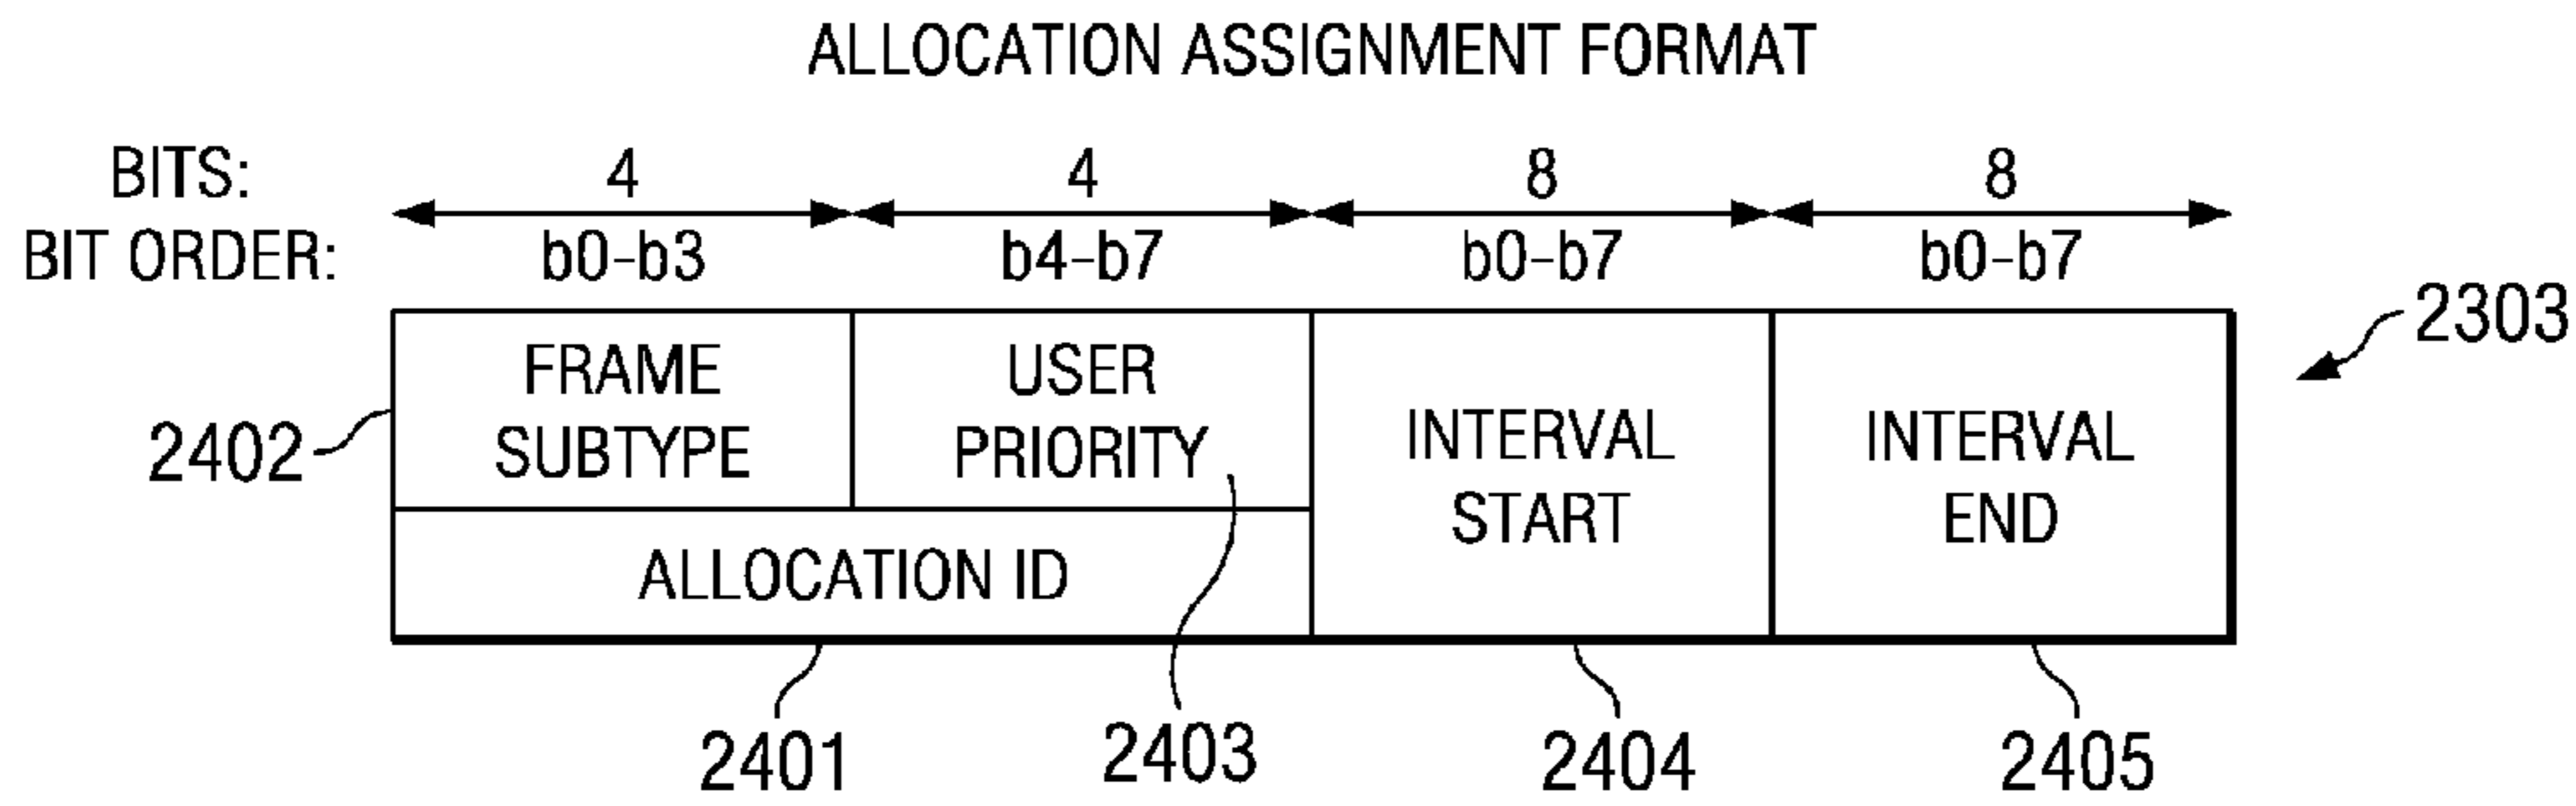 ALLOCATION ASSIGNMENT FORMAT
BITS: 4 4 8 8
BIT ORDER: b0-b3 b4-b7 b0-b7 b0-b7
2303
FRAME SUBTYPE
USER PRIORITY
INTERVAL START
INTERVAL END
2402
ALLOCATION ID
2401
2403
2404
2405